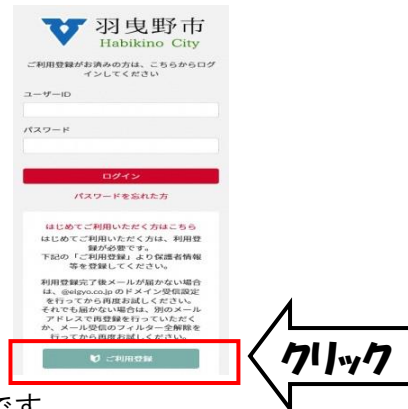 羽曳野市
Habikino City
ご利用登録がお済みの方は、こちらからログ
インしてください
ユーザーID
パスワード
ログイン
パスワードを忘れた方
はじめてご利用いただく方はこちら
はじめてご利用いただく方は、利用登
録が必要です。
下記の「ご利用登録」より保護者情報
等を登録してください。
利用登録完了後メールが届かない場合
は、@eigyo.co.jp のドメイン受信設定
を行ってから再度お試しください。
それでも届かない場合は、別のメール
アドレスで再登録を行っていただく
か、メール受信のフィルター全解除を
行ってから再度お試しください。
ご利用登録
クリック
です